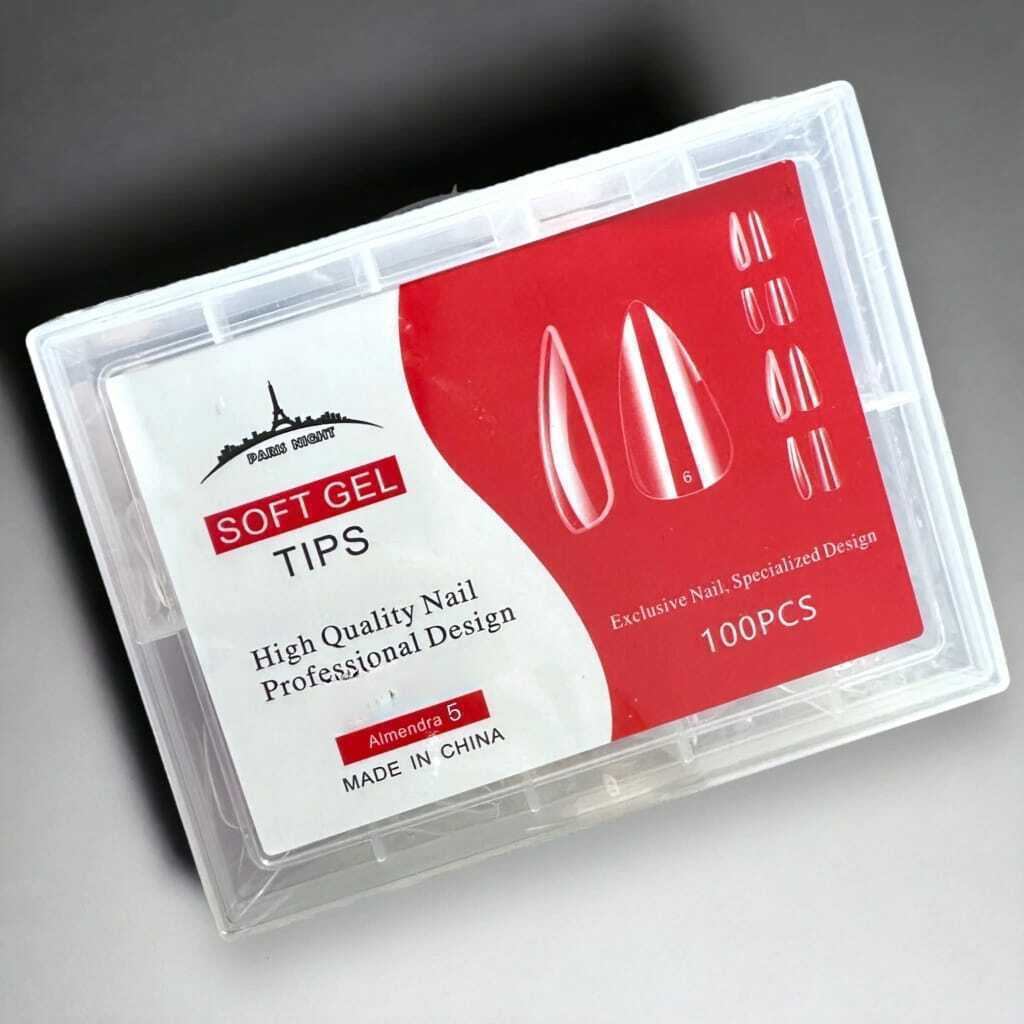 PARIS NIGHT
SOFT GEL
TIPS
High Quality Nail
Professional Design
Almendra 5
MADE IN CHINA
6
Exclusive Nail, Specialized Design
100PCS